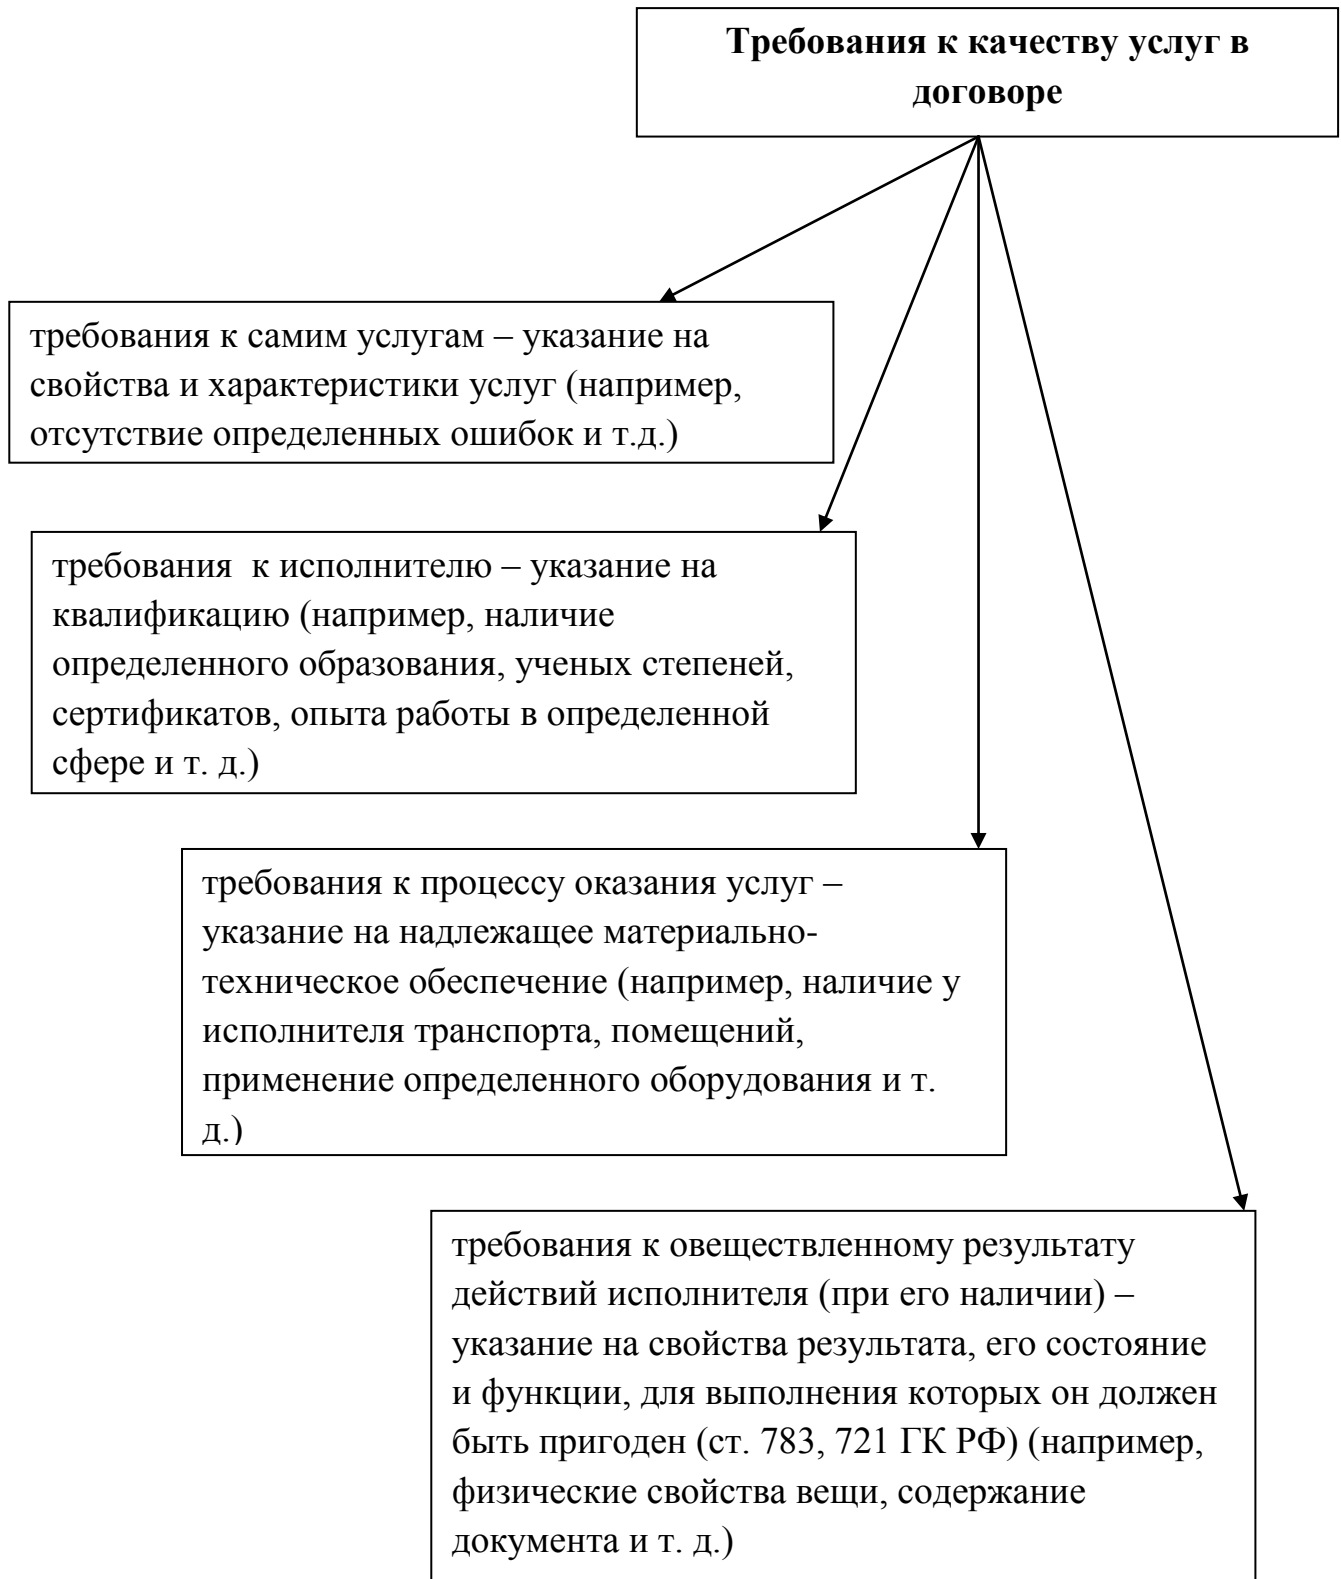 Требования к качеству услуг в
договоре
требования к самим услугам – указание на
свойства и характеристики услуг (например,
отсутствие определенных ошибок и т.д.)
требования  к исполнителю – указание на
квалификацию (например, наличие
определенного образования, ученых степеней,
сертификатов, опыта работы в определенной
сфере и т. д.)
требования к процессу оказания услуг –
указание на надлежащее материально-
техническое обеспечение (например, наличие у
исполнителя транспорта, помещений,
применение определенного оборудования и т.
д.)
требования к овеществленному результату
действий исполнителя (при его наличии) –
указание на свойства результата, его состояние
и функции, для выполнения которых он должен
быть пригоден (ст. 783, 721 ГК РФ) (например,
физические свойства вещи, содержание
документа и т. д.)